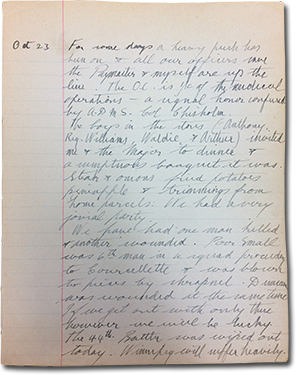 Oct 23 For some days a heavy push has
been on & all our officers save
the Paymaster & myself are up the
line. The O.C. is i/c of the medical
operations - a signal honor conferred
by A.D.M.S. Col Chisholm.
The boys in the stores (Anthony,
Reg. Williams, Waldie, & Arthur) invited
me & the Major to dinner &
a sumptuous banquet it was.
Steak & onions fried potatoes
pineapple & trimmings from
home parcels. We had a very
jovial party.
We have had one man killed
& another wounded. Poor Small
was 6th man in a squad proceeding
to Courcellette & was blown
to pieces by shrapnel. Duncan
was wounded at the same time
If we get out with only this
however we will be lucky.
The 44th Battn was wiped out
today. Winnipeg will suffer heavily.